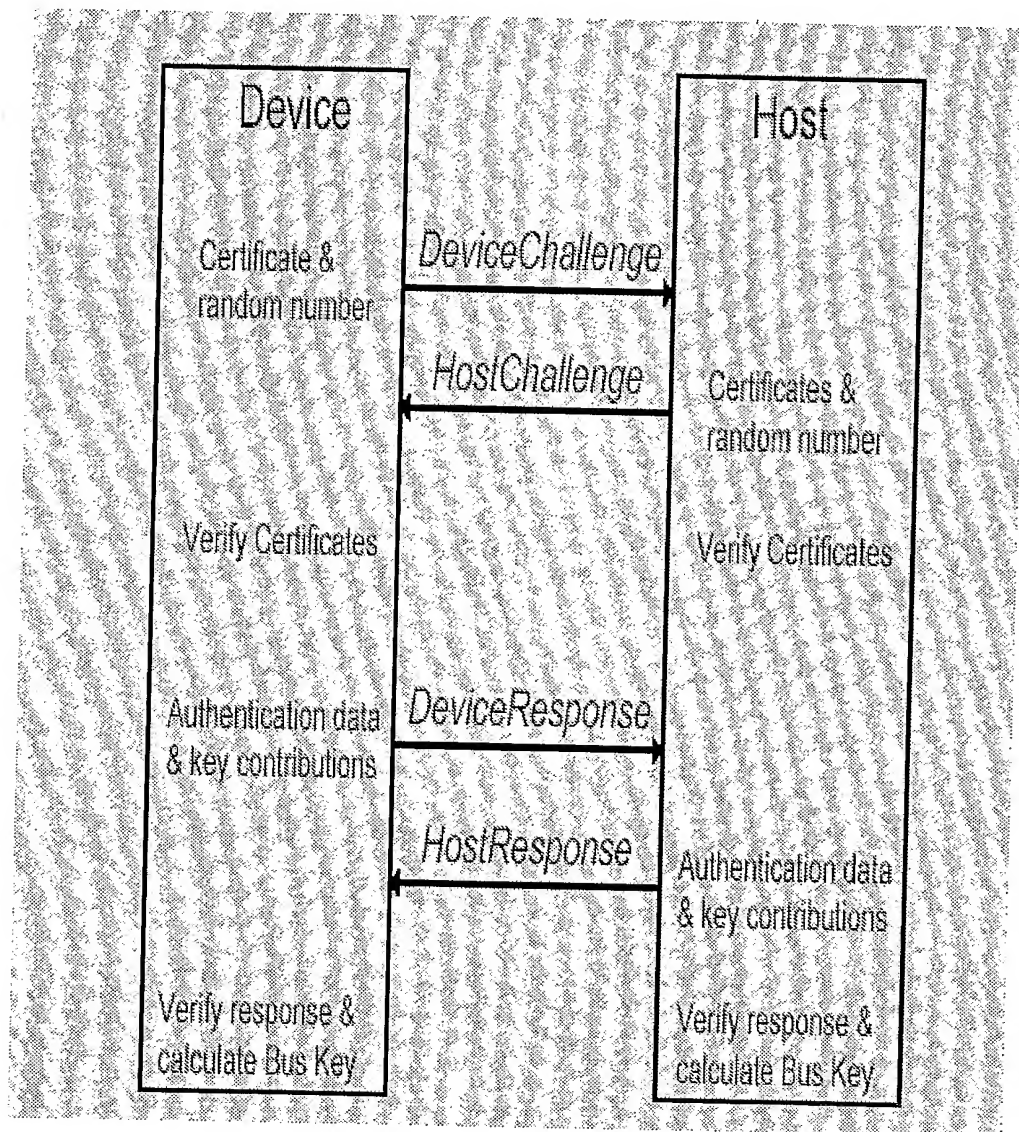 Device
Host
Certificate &
random number
DeviceChallenge
HostChallenge
Certificates &
random number
Verify Certificates
Verify Certificates
Authentication data
& key contributions
DeviceResponse
HostResponse
Authentication data
& key contributions
Verify response &
calculate Bus Key
Verify response &
calculate Bus Key